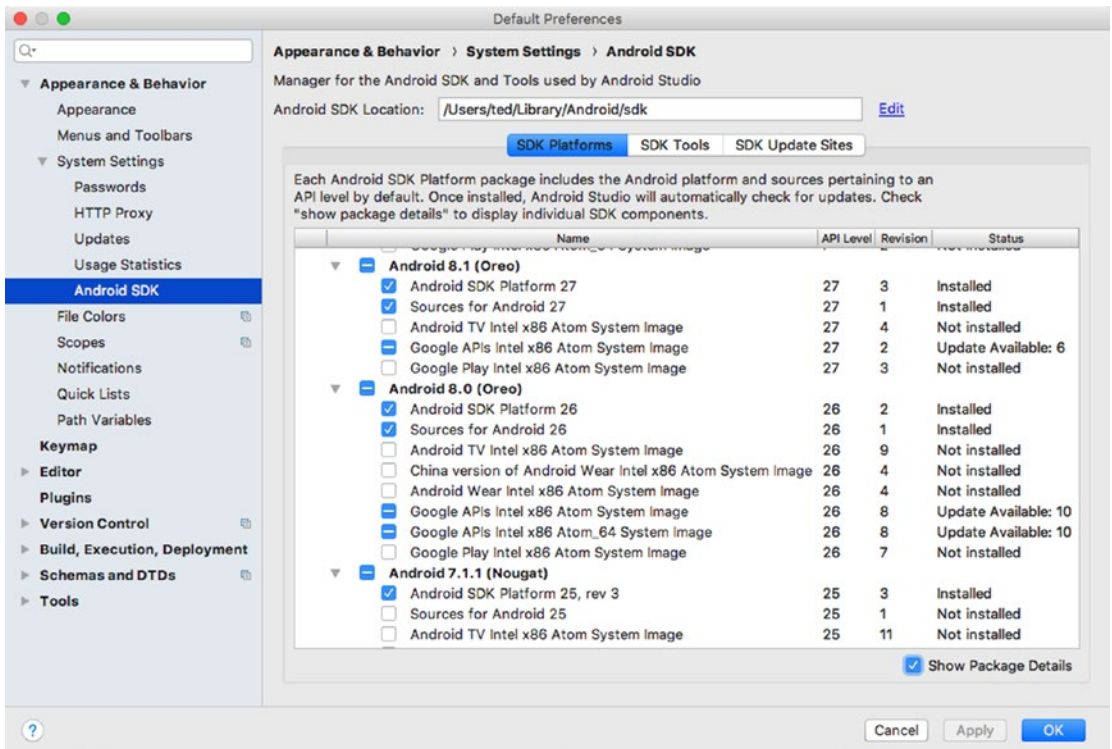 Default Preferences
Appearance & Behavior
Appearance
Menus and Toolbars
System Settings
Passwords
HTTP Proxy
Updates
Usage Statistics
Android SDK
File Colors
Scopes
Notifications
Quick Lists
Path Variables
Keymap
Editor
Plugins
Version Control
Build, Execution, Deployment
Schemas and DTDs
Tools
Appearance & Behavior › System Settings › Android SDK
Manager for the Android SDK and Tools used by Android Studio
Android SDK Location: /Users/ted/Library/Android/sdk Edit
SDK Platforms SDK Tools SDK Update Sites
Each Android SDK Platform package includes the Android platform and sources pertaining to an
API level by default. Once installed, Android Studio will automatically check for updates. Check
"show package details" to display individual SDK components.
Name API Level Revision Status
Android 8.1 (Oreo)
Android SDK Platform 27 27 3 Installed
Sources for Android 27 27 1 Installed
Android TV Intel x86 Atom System Image 27 4 Not installed
Google APIs Intel x86 Atom System Image 27 2 Update Available: 6
Google Play Intel x86 Atom System Image 27 3 Not installed
Android 8.0 (Oreo)
Android SDK Platform 26 26 2 Installed
Sources for Android 26 26 1 Installed
Android TV Intel x86 Atom System Image 26 9 Not installed
China version of Android Wear Intel x86 Atom System Image 26 4 Not installed
Android Wear Intel x86 Atom System Image 26 4 Not installed
Google APIs Intel x86 Atom System Image 26 8 Update Available: 10
Google APIs Intel x86 Atom_64 System Image 26 8 Update Available: 10
Google Play Intel x86 Atom System Image 26 7 Not installed
Android 7.1.1 (Nougat)
Android SDK Platform 25, rev 3 25 3 Installed
Sources for Android 25 25 1 Not installed
Android TV Intel x86 Atom System Image 25 11 Not installed
Show Package Details
? Cancel Apply OK